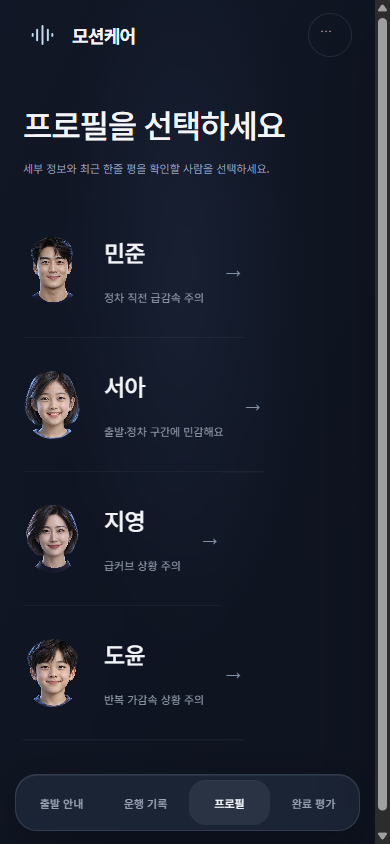 모션케어
···
프로필을 선택하세요
세부 정보와 최근 한줄 평을 확인할 사람을 선택하세요.
민준
→
정차 직전 급감속 주의
서아
→
출발·정차 구간에 민감해요
지영
→
급커브 상황 주의
도윤
→
반복 가감속 상황 주의
출발 안내
운행 기록
프로필
완료 평가